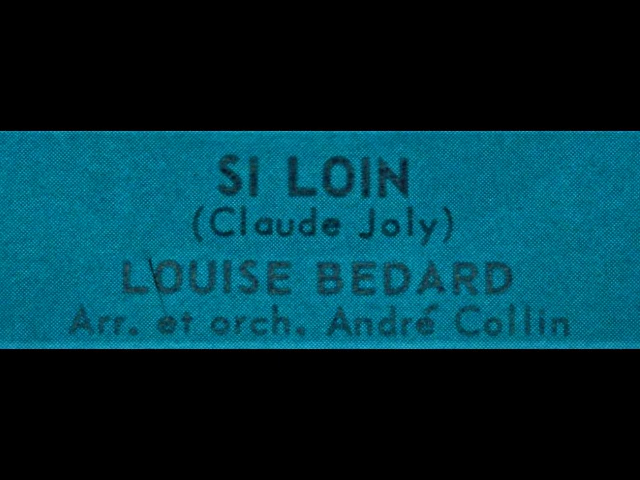 SI LOIN
(Claude Joly)
LOUISE BEDARD
Arr. et orch. André Collin